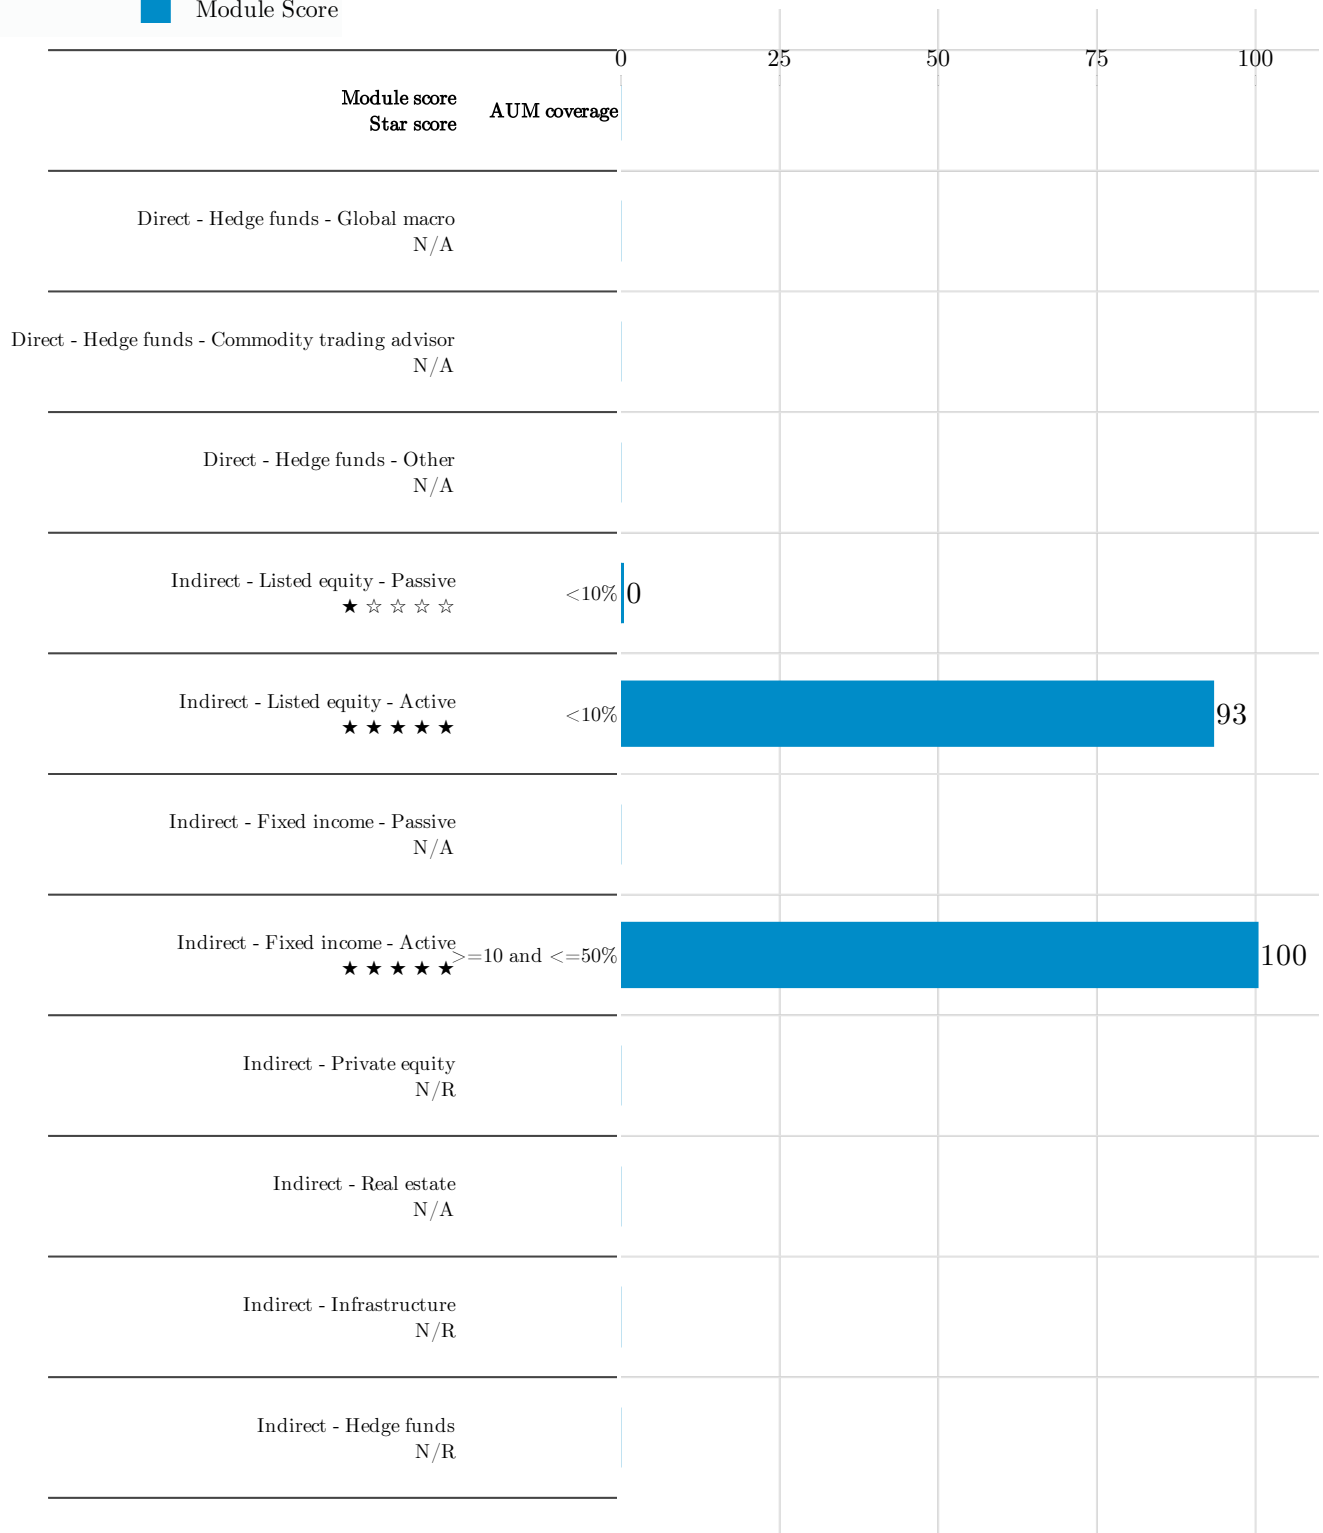 Module Score
0 25 50 75 100
Module score
Star score
AUM coverage
Direct - Hedge funds - Global macro
N/A
Direct - Hedge funds - Commodity trading advisor
N/A
Direct - Hedge funds - Other
N/A
Indirect - Listed equity - Passive
★ ☆ ☆ ☆ ☆
<10% 0
Indirect - Listed equity - Active
★ ★ ★ ★ ★
<10% 93
Indirect - Fixed income - Passive
N/A
Indirect - Fixed income - Active
★ ★ ★ ★ ★
>=10 and <=50% 100
Indirect - Private equity
N/R
Indirect - Real estate
N/A
Indirect - Infrastructure
N/R
Indirect - Hedge funds
N/R